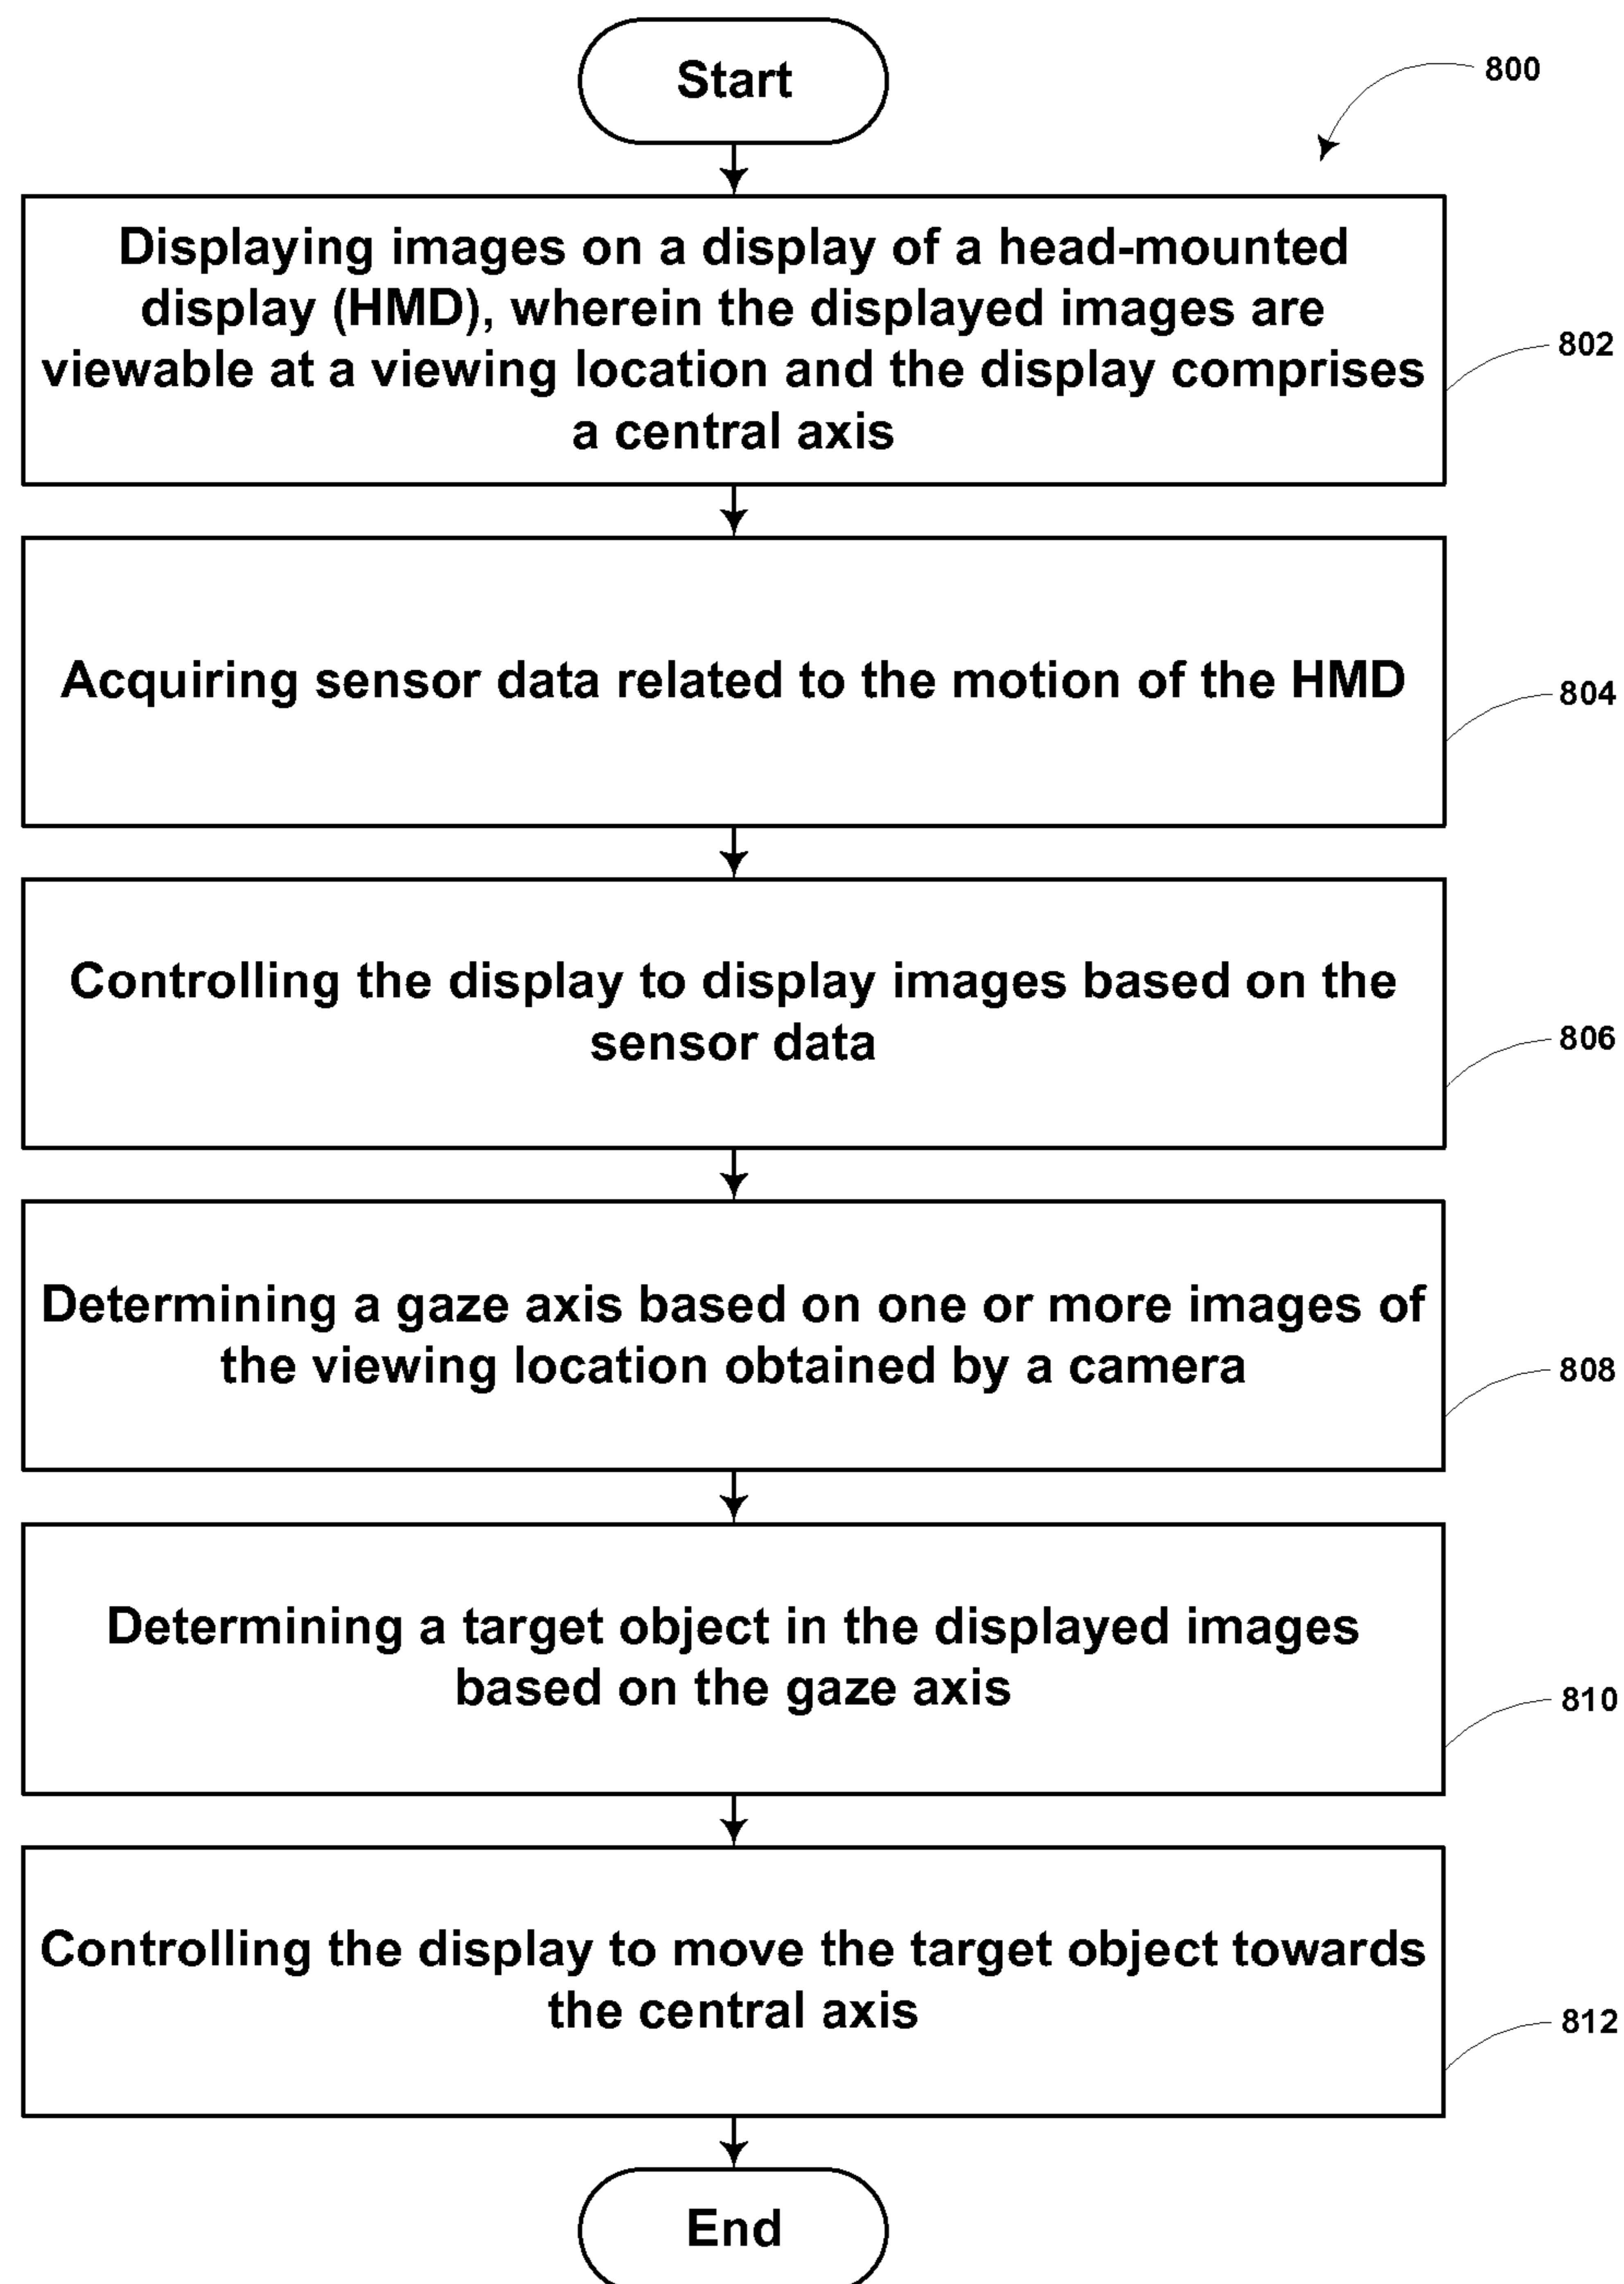 Start
800
Displaying images on a display of a head-mounted
display (HMD), wherein the displayed images are
viewable at a viewing location and the display comprises
a central axis
802
Acquiring sensor data related to the motion of the HMD
804
Controlling the display to display images based on the
sensor data
806
Determining a gaze axis based on one or more images of
the viewing location obtained by a camera
808
Determining a target object in the displayed images
based on the gaze axis
810
Controlling the display to move the target object towards
the central axis
812
End